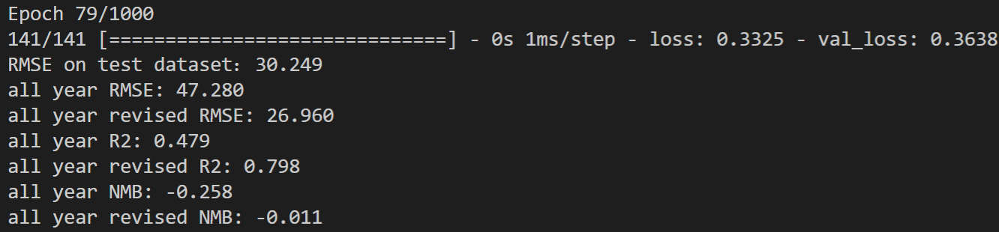 Epoch 79/1000
141/141 [==============================] - 0s 1ms/step - loss: 0.3325 - val_loss: 0.3638
RMSE on test dataset: 30.249
all year RMSE: 47.280
all year revised RMSE: 26.960
all year R2: 0.479
all year revised R2: 0.798
all year NMB: -0.258
all year revised NMB: -0.011